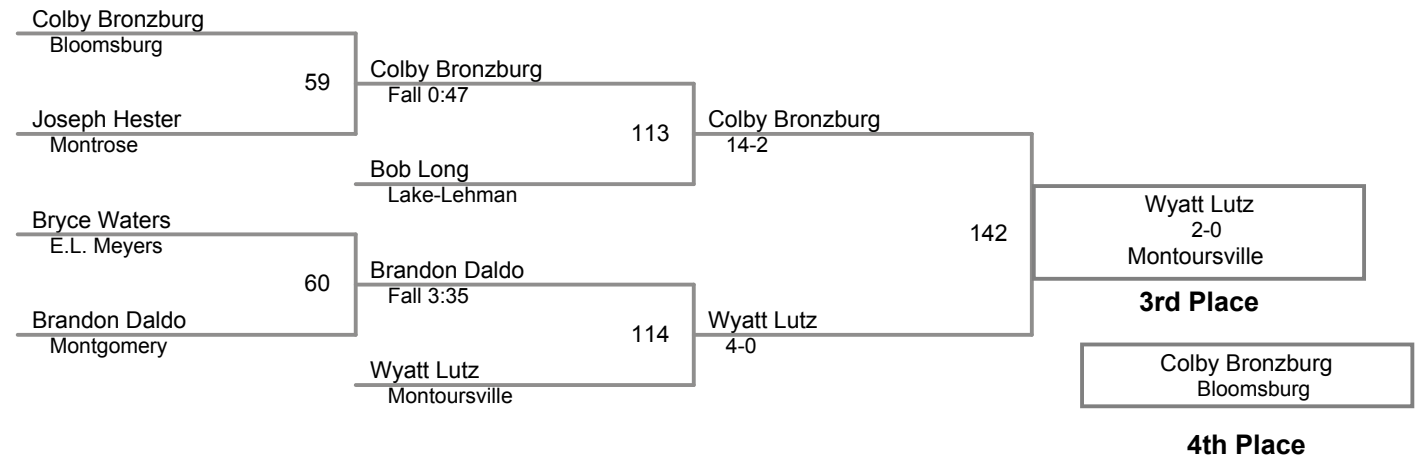 Colby Bronzburg
Bloomsburg
59
Joseph Hester
Montrose
Bryce Waters
E.L. Meyers
60
Brandon Daldo
Montgomery
Colby Bronzburg
Fall 0:47
113
Bob Long
Lake-Lehman
Brandon Daldo
Fall 3:35
114
Wyatt Lutz
Montoursville
Colby Bronzburg
14-2
142
Wyatt Lutz
4-0
Wyatt Lutz
2-0
Montoursville
3rd Place
Colby Bronzburg
Bloomsburg
4th Place